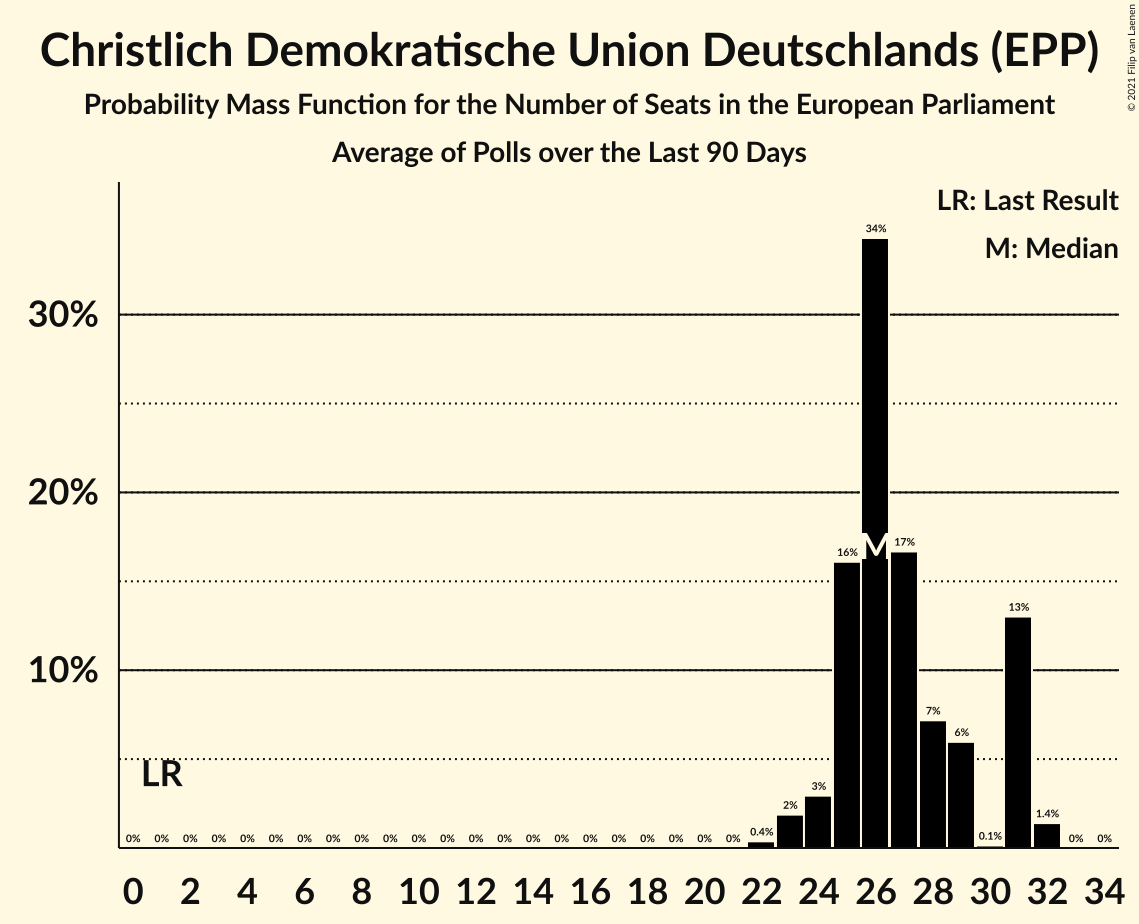 Christlich Demokratische Union Deutschlands (EPP)
Probability Mass Function for the Number of Seats in the European Parliament
Average of Polls over the Last 90 Days
© 2021 Filip van Laenen
LR: Last Result
M: Median
34%
30%
20%
M
17%
16%
13%
10%
7%
6%
LR
3%
2%
1.4%
0.4%
0.1%
0% 0% 0% 0% 0% 0% 0% 0% 0% 0% 0% 0% 0% 0% 0% 0% 0% 0% 0% 0% 0% 0% 0% 0%
0 2 4 6 8 10 12 14 16 18 20 22 24 26 28 30 32 34